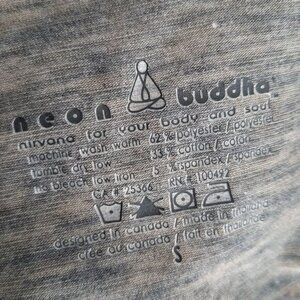 neon buddha
nirvana for your body and soul
machine wash warm 62% polyester / polyester
tumble dry low 33% cotton / coton
no bleach low iron 5% spandex / spandex
CA# 25366 RN# 100492
designed in canada / made in thailand
crée au canada / fait en thaïlande
S